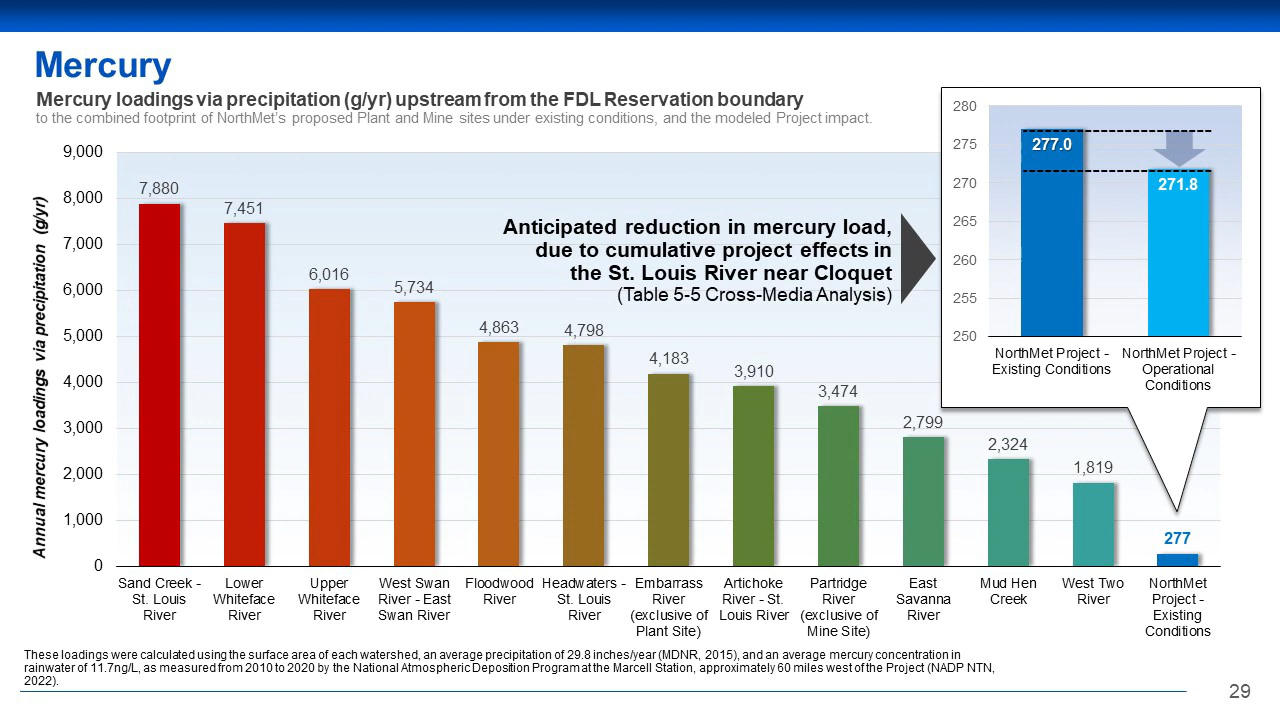 Mercury
Mercury loadings via precipitation (g/yr) upstream from the FDL Reservation boundary
to the combined footprint of NorthMet's proposed Plant and Mine sites under existing conditions, and the modeled Project impact.
Annual mercury loadings via precipitation (g/yr)
9,000
8,000
7,000
6,000
5,000
4,000
3,000
2,000
1,000
0
7,880
7,451
6,016
5,734
4,863
4,798
4,183
3,910
3,474
2,799
2,324
1,819
277
Anticipated reduction in mercury load,
due to cumulative project effects in
the St. Louis River near Cloquet
(Table 5-5 Cross-Media Analysis)
280
275
270
265
260
255
250
277.0
271.8
NorthMet Project -
Existing Conditions
NorthMet Project -
Operational
Conditions
Sand Creek -
St. Louis
River
Lower
Whiteface
River
Upper
Whiteface
River
West Swan
River - East
Swan River
Floodwood
River
Headwaters -
St. Louis
River
Embarrass
River
(exclusive of
Plant Site)
Artichoke
River - St.
Louis River
Partridge
River
(exclusive of
Mine Site)
East
Savanna
River
Mud Hen
Creek
West Two
River
NorthMet
Project -
Existing
Conditions
These loadings were calculated using the surface area of each watershed, an average precipitation of 29.8 inches/year (MDNR, 2015), and an average mercury concentration in
rainwater of 11.7ng/L, as measured from 2010 to 2020 by the National Atmospheric Deposition Program at the Marcell Station, approximately 60 miles west of the Project (NADP NTN,
2022).
29